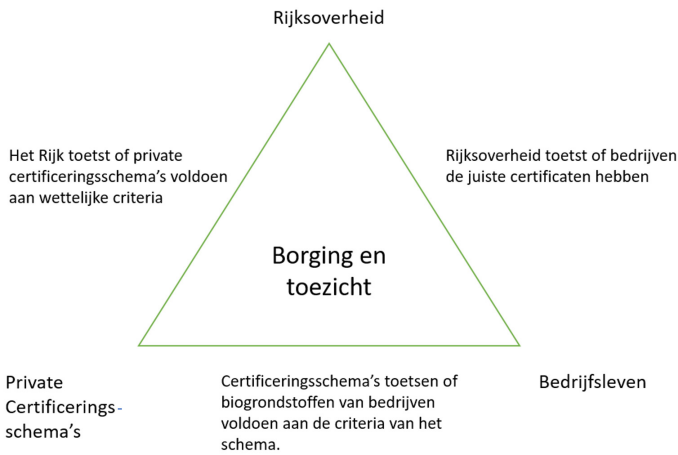 Rijksoverheid
Het Rijk toetst of private
certificeringsschema's voldoen
aan wettelijke criteria
Rijksoverheid toetst of bedrijven
de juiste certificaten hebben
Borging en
toezicht
Private
Certificerings-
schema's
Certificeringsschema's toetsen of
biogrondstoffen van bedrijven
voldoen aan de criteria van het
schema.
Bedrijfsleven